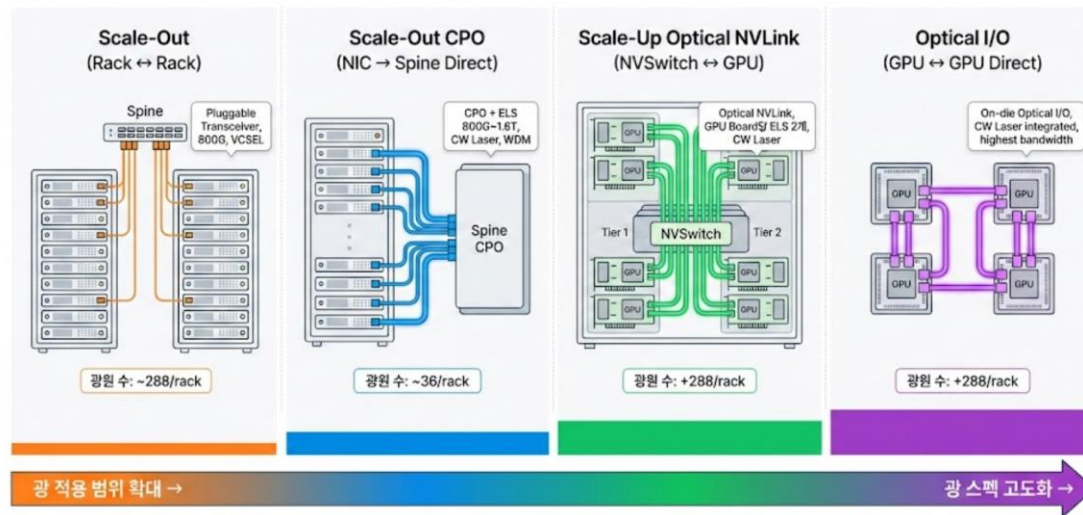 Scale-Out
(Rack ↔ Rack)
Spine
Pluggable
Transceiver,
800G, VCSEL
광원 수: ~288/rack
Scale-Out CPO
(NIC → Spine Direct)
CPO + ELS
800G~1.6T,
CW Laser, WDM
Spine
CPO
광원 수: ~36/rack
Scale-Up Optical NVLink
(NVSwitch ↔ GPU)
Optical NVLink,
GPU Board당 ELS 2개,
CW Laser
GPU
GPU
GPU
GPU
Tier 1
NVSwitch
Tier 2
GPU
GPU
GPU
GPU
광원 수: +288/rack
Optical I/O
(GPU ↔ GPU Direct)
On-die Optical I/O,
CW Laser integrated,
highest bandwidth
GPU
GPU
GPU
GPU
광원 수: +288/rack
광 적용 범위 확대 →
광 스펙 고도화 →